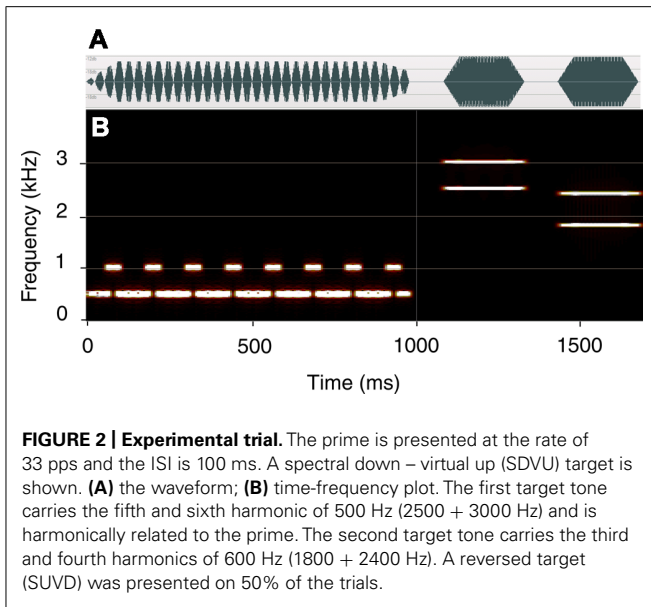 A
B
3
2
1
0
Frequency (kHz)
0 500 1000 1500
Time (ms)
FIGURE 2 | Experimental trial. The prime is presented at the rate of
33 pps and the ISI is 100 ms. A spectral down – virtual up (SDVU) target is
shown. (A) the waveform; (B) time-frequency plot. The first target tone
carries the fifth and sixth harmonic of 500 Hz (2500 + 3000 Hz) and is
harmonically related to the prime. The second target tone carries the third
and fourth harmonics of 600 Hz (1800 + 2400 Hz). A reversed target
(SUVD) was presented on 50% of the trials.